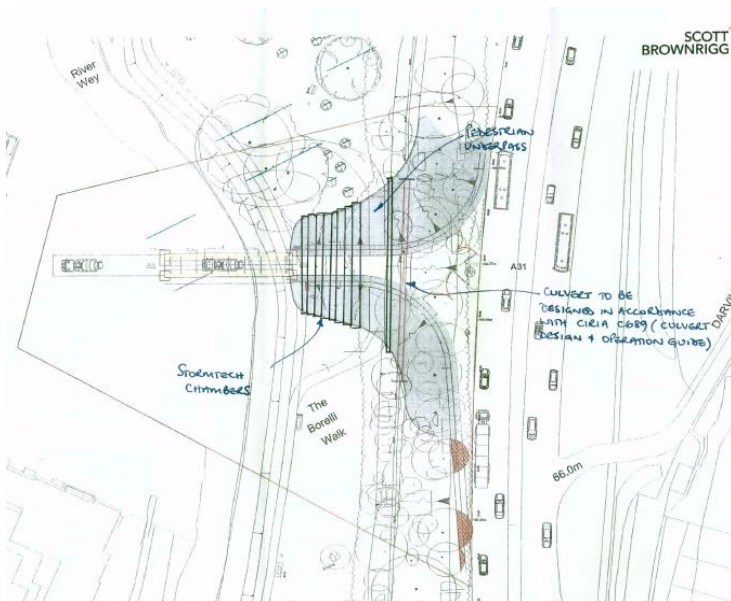 SCOTT
BROWNRIGG
River
Wey
PEDESTRIAN
UNDERPASS
A31
CULVERT TO BE
DESIGNED IN ACCORDANCE
WITH CIRIA C689 (CULVERT
DESIGN & OPERATION GUIDE)
DARVI
STORMTECH
CHAMBERS
The
Borelli
Walk
66.0m